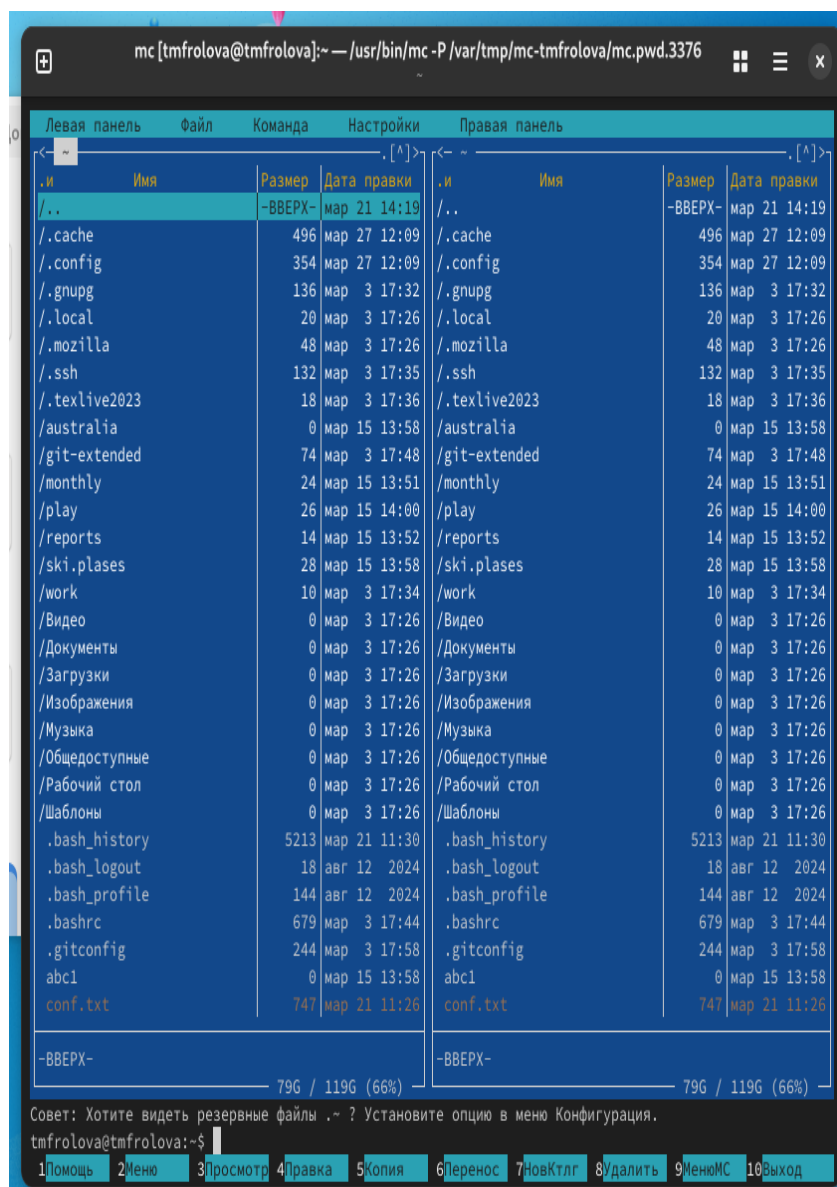 mc [tmfrolova@tmfrolova]:~ — /usr/bin/mc -P /var/tmp/mc-tmfrolova/mc.pwd.3376
~
Левая панель Файл Команда Настройки Правая панель
<— ~ .[^]> <— ~ .[^]>
.и Имя Размер Дата правки .и Имя Размер Дата правки
/.. -ВВЕРХ- мар 21 14:19 /.. -ВВЕРХ- мар 21 14:19
/.cache 496 мар 27 12:09 /.cache 496 мар 27 12:09
/.config 354 мар 27 12:09 /.config 354 мар 27 12:09
/.gnupg 136 мар 3 17:32 /.gnupg 136 мар 3 17:32
/.local 20 мар 3 17:26 /.local 20 мар 3 17:26
/.mozilla 48 мар 3 17:26 /.mozilla 48 мар 3 17:26
/.ssh 132 мар 3 17:35 /.ssh 132 мар 3 17:35
/.texlive2023 18 мар 3 17:36 /.texlive2023 18 мар 3 17:36
/australia 0 мар 15 13:58 /australia 0 мар 15 13:58
/git-extended 74 мар 3 17:48 /git-extended 74 мар 3 17:48
/monthly 24 мар 15 13:51 /monthly 24 мар 15 13:51
/play 26 мар 15 14:00 /play 26 мар 15 14:00
/reports 14 мар 15 13:52 /reports 14 мар 15 13:52
/ski.plases 28 мар 15 13:58 /ski.plases 28 мар 15 13:58
/work 10 мар 3 17:34 /work 10 мар 3 17:34
/Видео 0 мар 3 17:26 /Видео 0 мар 3 17:26
/Документы 0 мар 3 17:26 /Документы 0 мар 3 17:26
/Загрузки 0 мар 3 17:26 /Загрузки 0 мар 3 17:26
/Изображения 0 мар 3 17:26 /Изображения 0 мар 3 17:26
/Музыка 0 мар 3 17:26 /Музыка 0 мар 3 17:26
/Общедоступные 0 мар 3 17:26 /Общедоступные 0 мар 3 17:26
/Рабочий стол 0 мар 3 17:26 /Рабочий стол 0 мар 3 17:26
/Шаблоны 0 мар 3 17:26 /Шаблоны 0 мар 3 17:26
.bash_history 5213 мар 21 11:30 .bash_history 5213 мар 21 11:30
.bash_logout 18 авг 12 2024 .bash_logout 18 авг 12 2024
.bash_profile 144 авг 12 2024 .bash_profile 144 авг 12 2024
.bashrc 679 мар 3 17:44 .bashrc 679 мар 3 17:44
.gitconfig 244 мар 3 17:58 .gitconfig 244 мар 3 17:58
abc1 0 мар 15 13:58 abc1 0 мар 15 13:58
conf.txt 747 мар 21 11:26 conf.txt 747 мар 21 11:26
-ВВЕРХ- -ВВЕРХ-
79G / 119G (66%) 79G / 119G (66%)
Совет: Хотите видеть резервные файлы .~ ? Установите опцию в меню Конфигурация.
tmfrolova@tmfrolova:~$
1Помощь 2Меню 3Просмотр 4Правка 5Копия 6Перенос 7НовКтлг 8Удалить 9МенюМС 10Выход